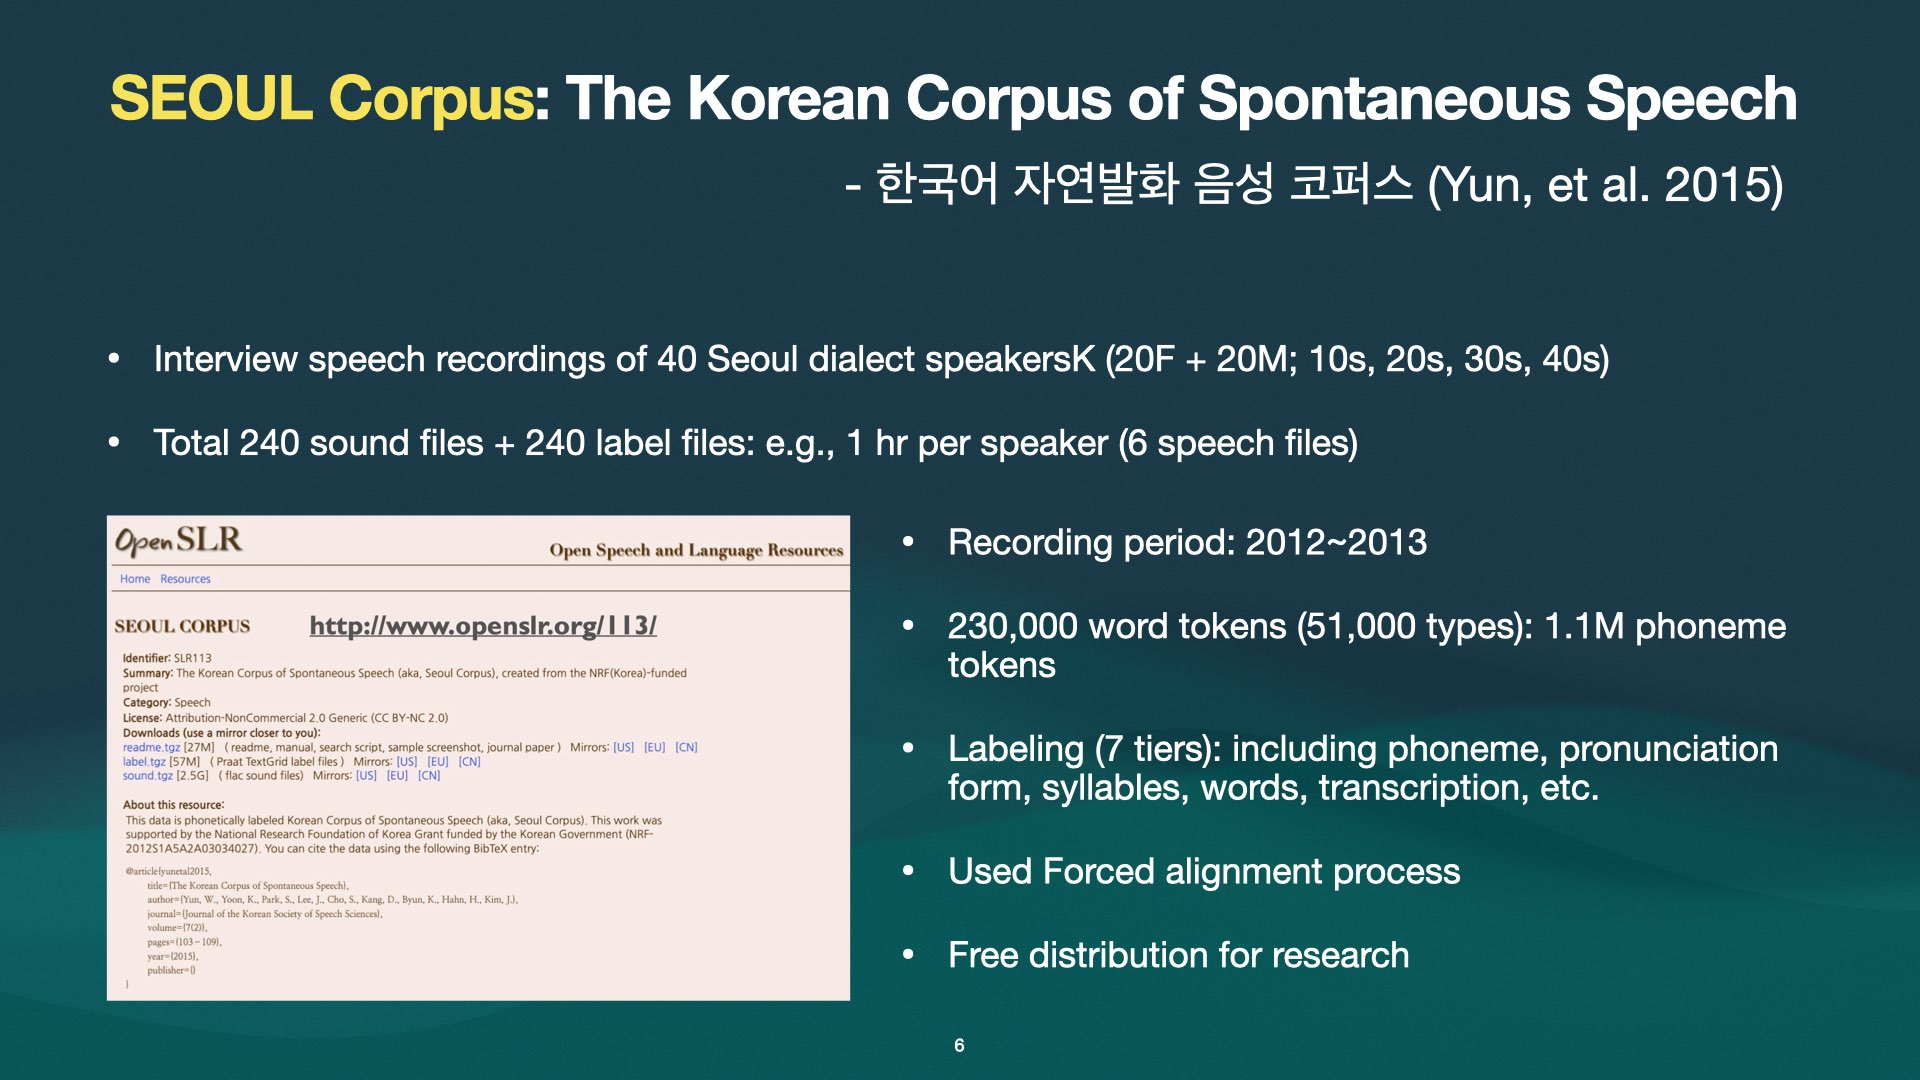 SEOUL Corpus: The Korean Corpus of Spontaneous Speech
- 한국어 자연발화 음성 코퍼스 (Yun, et al. 2015)
• Interview speech recordings of 40 Seoul dialect speakersK (20F + 20M; 10s, 20s, 30s, 40s)
• Total 240 sound files + 240 label files: e.g., 1 hr per speaker (6 speech files)
Open SLR
Open Speech and Language Resources
Home Resources
SEOUL CORPUS
http://www.openslr.org/113/
Identifier: SLR113
Summary: The Korean Corpus of Spontaneous Speech (aka, Seoul Corpus), created from the NRF(Korea)-funded
project
Category: Speech
License: Attribution-NonCommercial 2.0 Generic (CC BY-NC 2.0)
Downloads (use a mirror closer to you):
readme.tgz [27M] ( readme, manual, search script, sample screenshot, journal paper ) Mirrors: [US] [EU] [CN]
label.tgz [57M] ( Praat TextGrid label files ) Mirrors: [US] [EU] [CN]
sound.tgz [2.5G] ( flac sound files) Mirrors: [US] [EU] [CN]
About this resource:
This data is phonetically labeled Korean Corpus of Spontaneous Speech (aka, Seoul Corpus). This work was
supported by the National Research Foundation of Korea Grant funded by the Korean Government (NRF-
2012S1A5A2A03034027). You can cite the data using the following BibTeX entry:
@article{yunetal2015,
title={The Korean Corpus of Spontaneous Speech},
author={Yun, W., Yoon, K., Park, S., Lee, J., Cho, S., Kang, D., Byun, K., Hahn, H., Kim, J.},
journal={Journal of the Korean Society of Speech Sciences},
volume={7(2)},
pages={103–109},
year={2015},
publisher={}
}
• Recording period: 2012~2013
• 230,000 word tokens (51,000 types): 1.1M phoneme
tokens
• Labeling (7 tiers): including phoneme, pronunciation
form, syllables, words, transcription, etc.
• Used Forced alignment process
• Free distribution for research
6